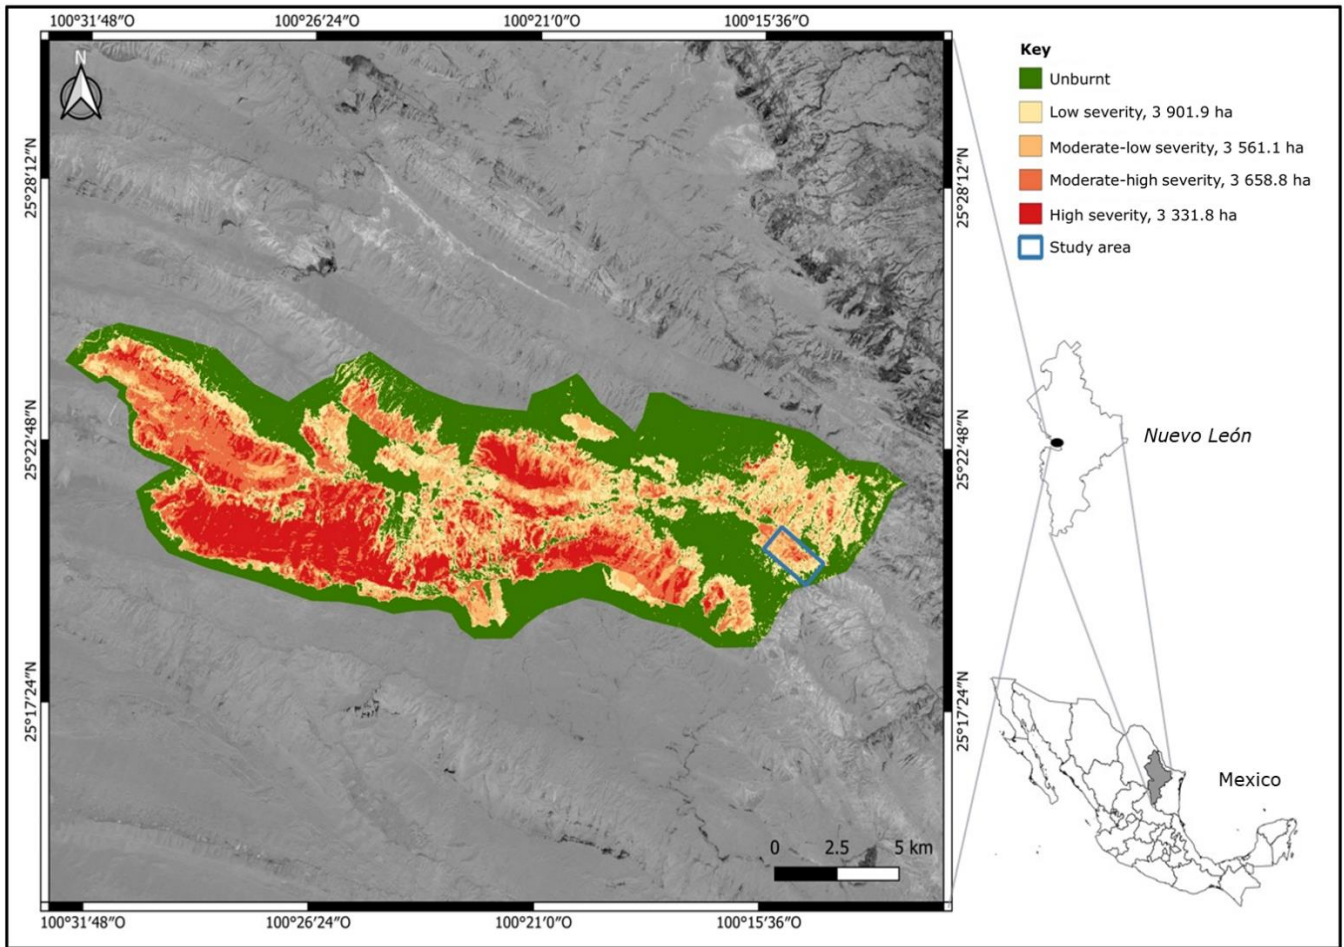 100°31′48″O 100°26′24″O 100°21′0″O 100°15′36″O
N
25°28′12″N
25°22′48″N
25°17′24″N
25°28′12″N
25°22′48″N
25°17′24″N
0 2.5 5 km
100°31′48″O 100°26′24″O 100°21′0″O 100°15′36″O
Key
Unburnt
Low severity, 3 901.9 ha
Moderate-low severity, 3 561.1 ha
Moderate-high severity, 3 658.8 ha
High severity, 3 331.8 ha
Study area
Nuevo León
Mexico